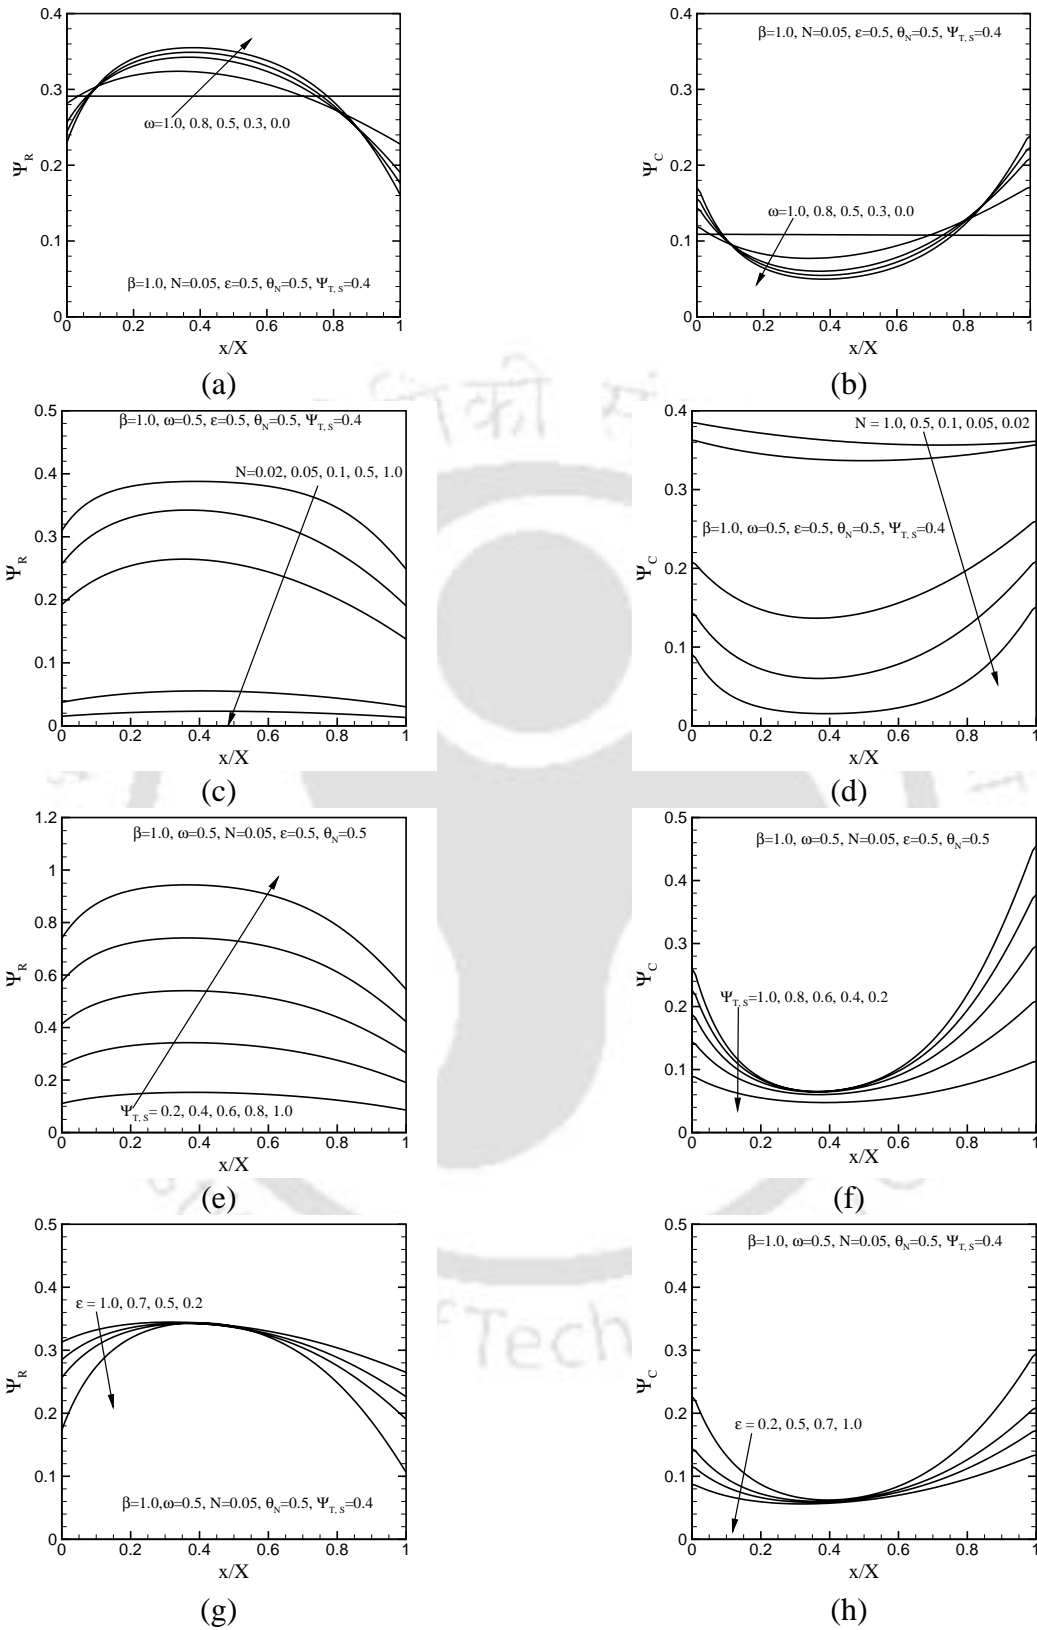 β=1.0, N=0.05, ε=0.5, θ_N=0.5, Ψ_T, S=0.4
0.4
0.3
0.2
0.1
0
Ψ_R
ω=1.0, 0.8, 0.5, 0.3, 0.0
β=1.0, N=0.05, ε=0.5, θ_N=0.5, Ψ_T, S=0.4
0 0.2 0.4 0.6 0.8 1
x/X
(a)
0.4
0.3
0.2
0.1
0
Ψ_C
ω=1.0, 0.8, 0.5, 0.3, 0.0
0 0.2 0.4 0.6 0.8 1
x/X
(b)
की सं
0.5
0.4
0.3
0.2
0.1
0
Ψ_R
β=1.0, ω=0.5, ε=0.5, θ_N=0.5, Ψ_T, S=0.4
N=0.02, 0.05, 0.1, 0.5, 1.0
0 0.2 0.4 0.6 0.8 1
x/X
(c)
0.4
0.3
0.2
0.1
0
Ψ_C
N = 1.0, 0.5, 0.1, 0.05, 0.02
β=1.0, ω=0.5, ε=0.5, θ_N=0.5, Ψ_T, S=0.4
0 0.2 0.4 0.6 0.8 1
x/X
(d)
1.2
1
0.8
0.6
0.4
0.2
0
Ψ_R
β=1.0, ω=0.5, N=0.05, ε=0.5, θ_N=0.5
Ψ_T, S= 0.2, 0.4, 0.6, 0.8, 1.0
0 0.2 0.4 0.6 0.8 1
x/X
(e)
0.5
0.4
0.3
0.2
0.1
0
Ψ_C
β=1.0, ω=0.5, N=0.05, ε=0.5, θ_N=0.5
Ψ_T, S=1.0, 0.8, 0.6, 0.4, 0.2
0 0.2 0.4 0.6 0.8 1
x/X
(f)
0.5
0.4
0.3
0.2
0.1
0
Ψ_R
ε = 1.0, 0.7, 0.5, 0.2
β=1.0,ω=0.5, N=0.05, θ_N=0.5, Ψ_T, S=0.4
0 0.2 0.4 0.6 0.8 1
x/X
(g)
Tech
0.5
0.4
0.3
0.2
0.1
0
Ψ_C
β=1.0, ω=0.5, N=0.05, θ_N=0.5, Ψ_T, S=0.4
ε = 0.2, 0.5, 0.7, 1.0
0 0.2 0.4 0.6 0.8 1
x/X
(h)